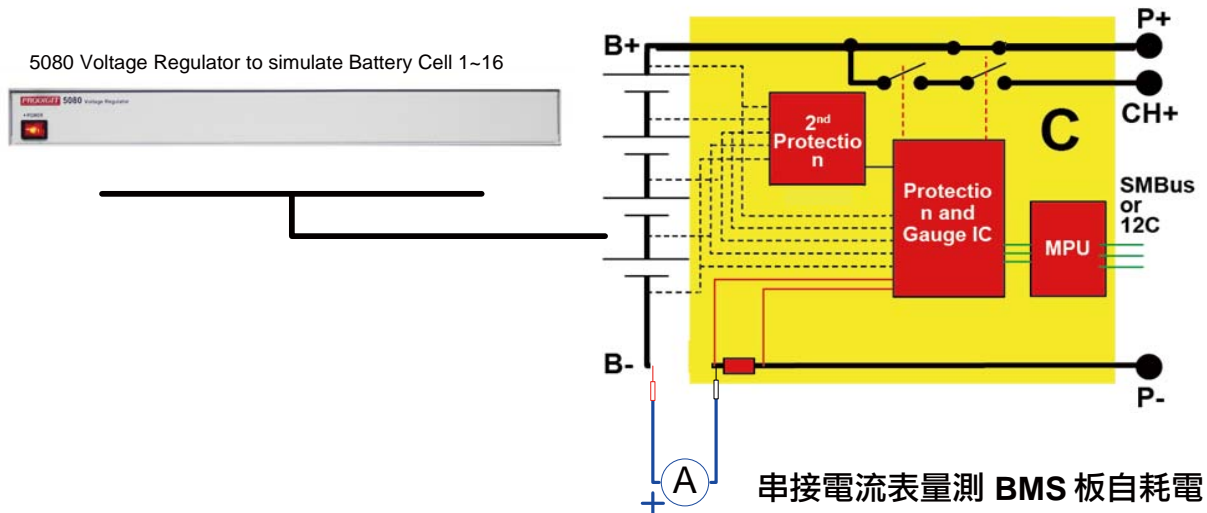 5080 Voltage Regulator to simulate Battery Cell 1~16
PRODIGIT 5080 Voltage Regulator
POWER
B+
P+
CH+
C
2nd
Protectio
n
Protectio
n and
Gauge IC
MPU
SMBus
or
12C
B-
P-
A
+
串接電流表量測 BMS 板自耗電